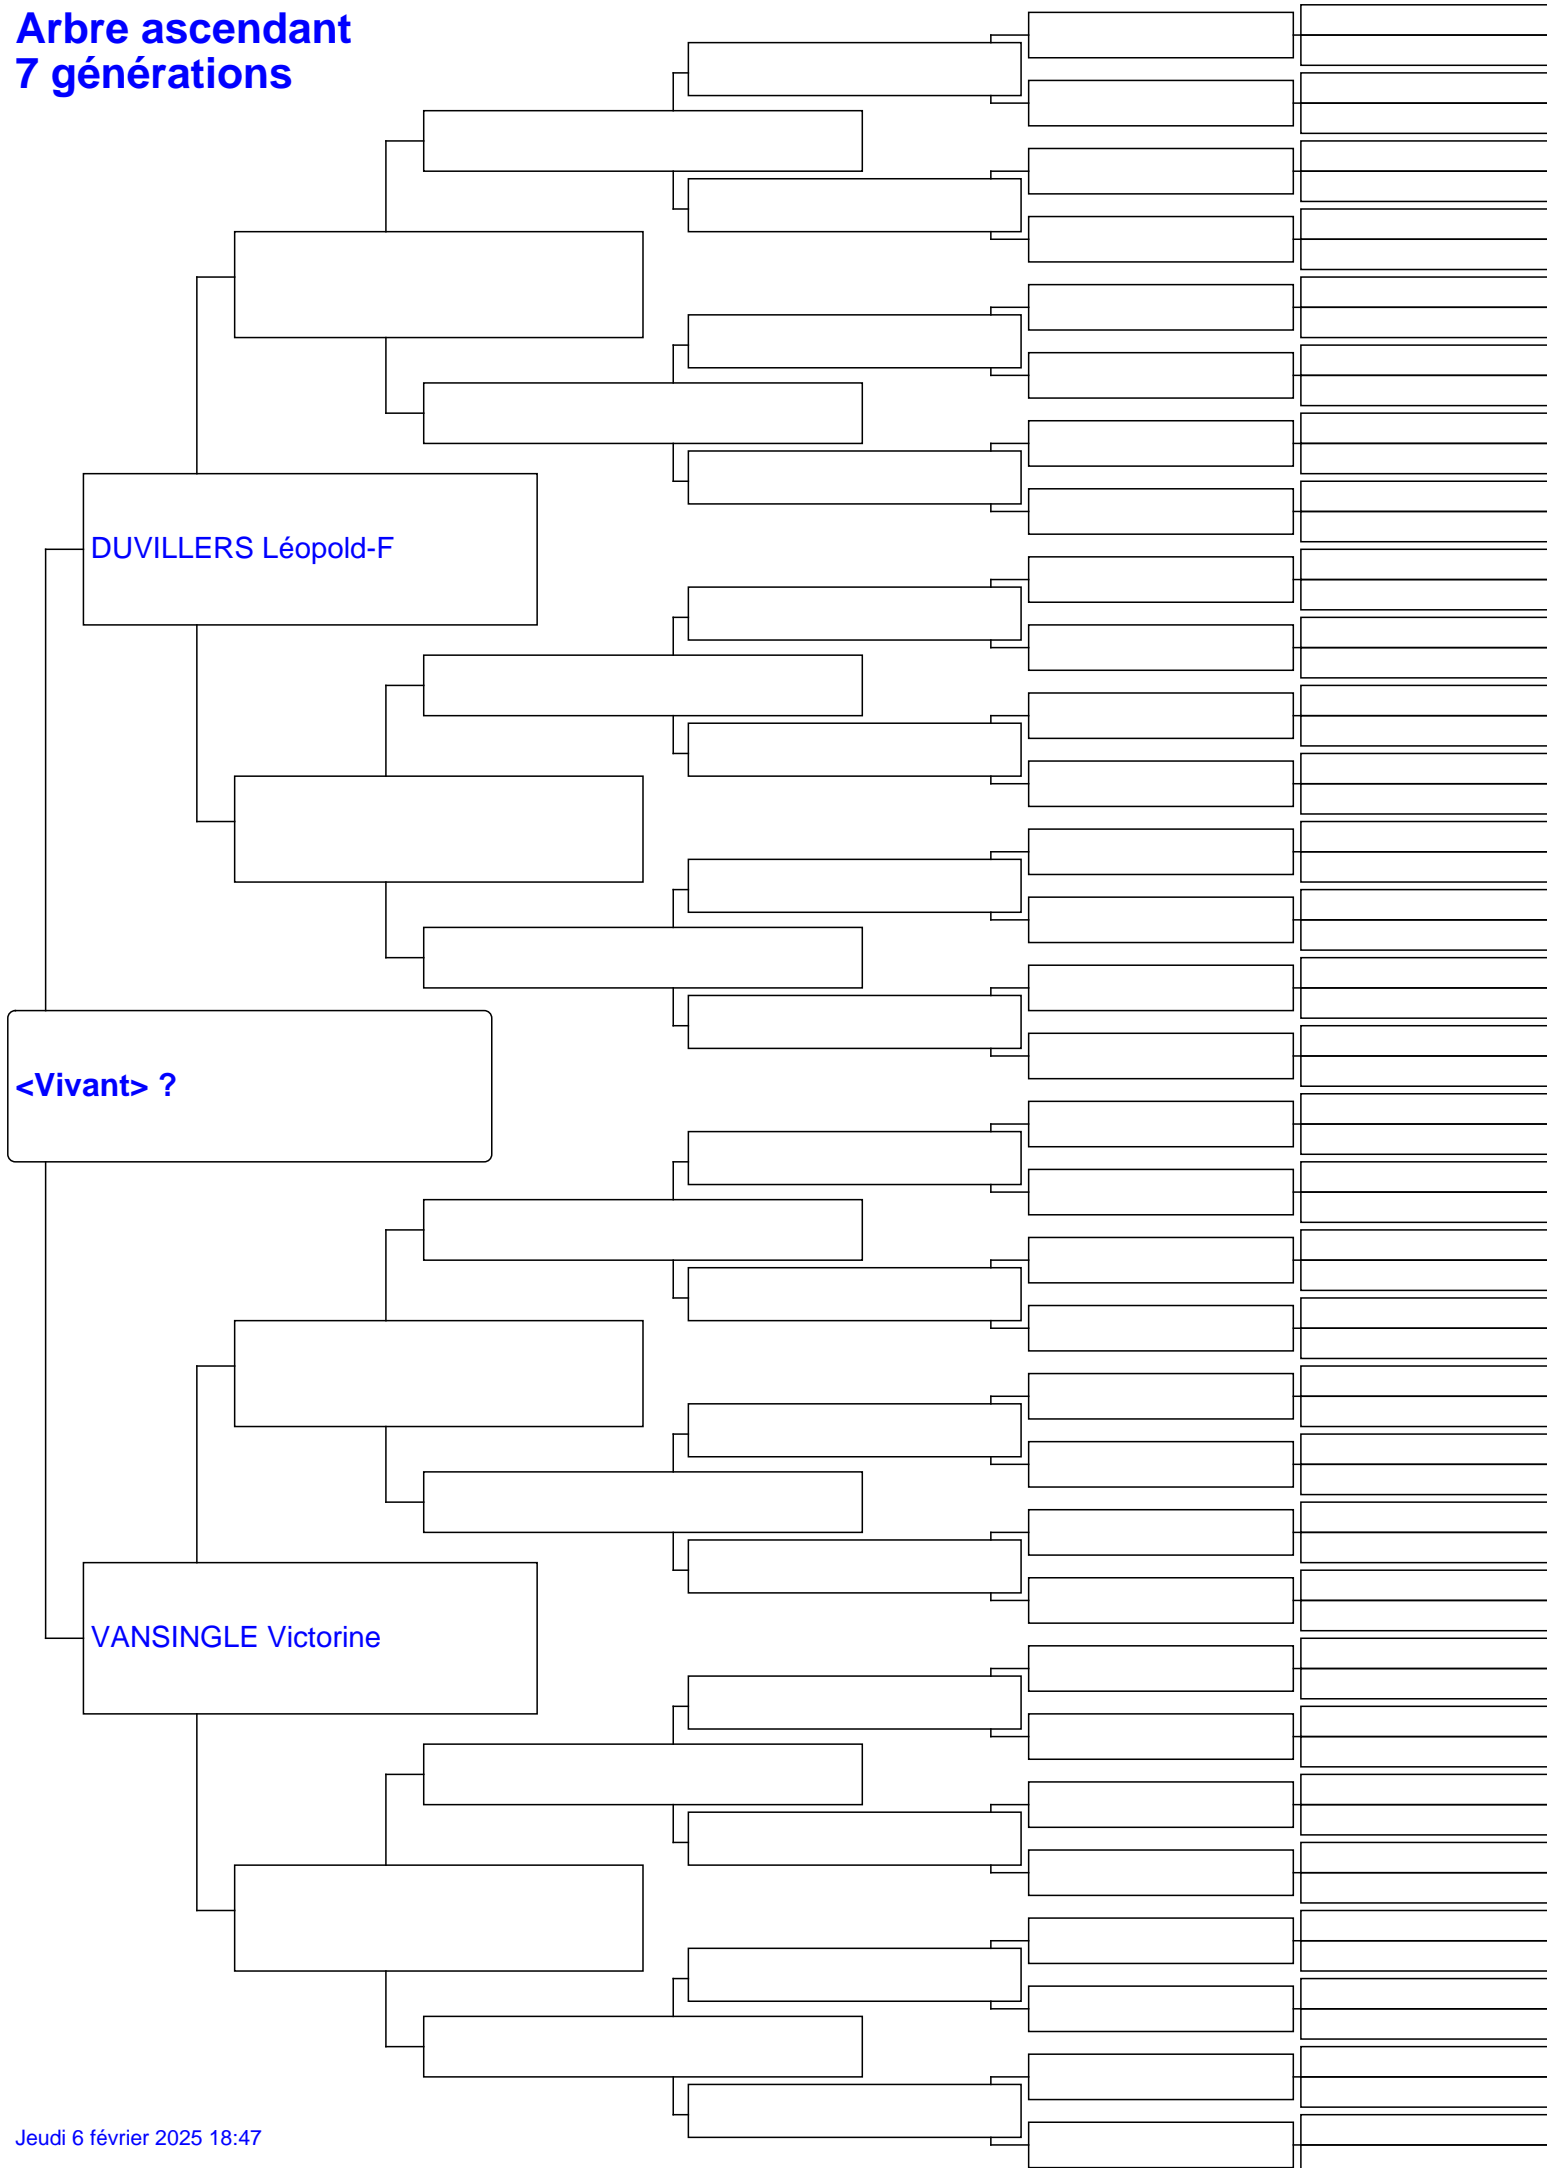 Arbre ascendant
7 générations
DUVILLERS Léopold-F
<Vivant> ?
VANSINGLE Victorine
Jeudi 6 février 2025 18:47